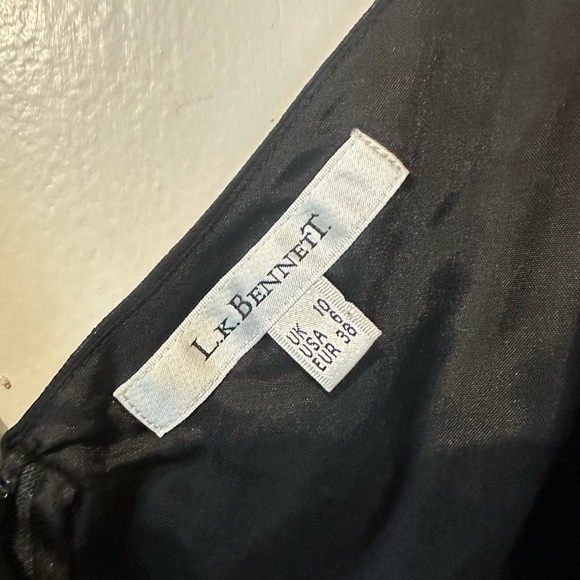 L.K.BENNETT
UK 10
USA 6
EUR 38